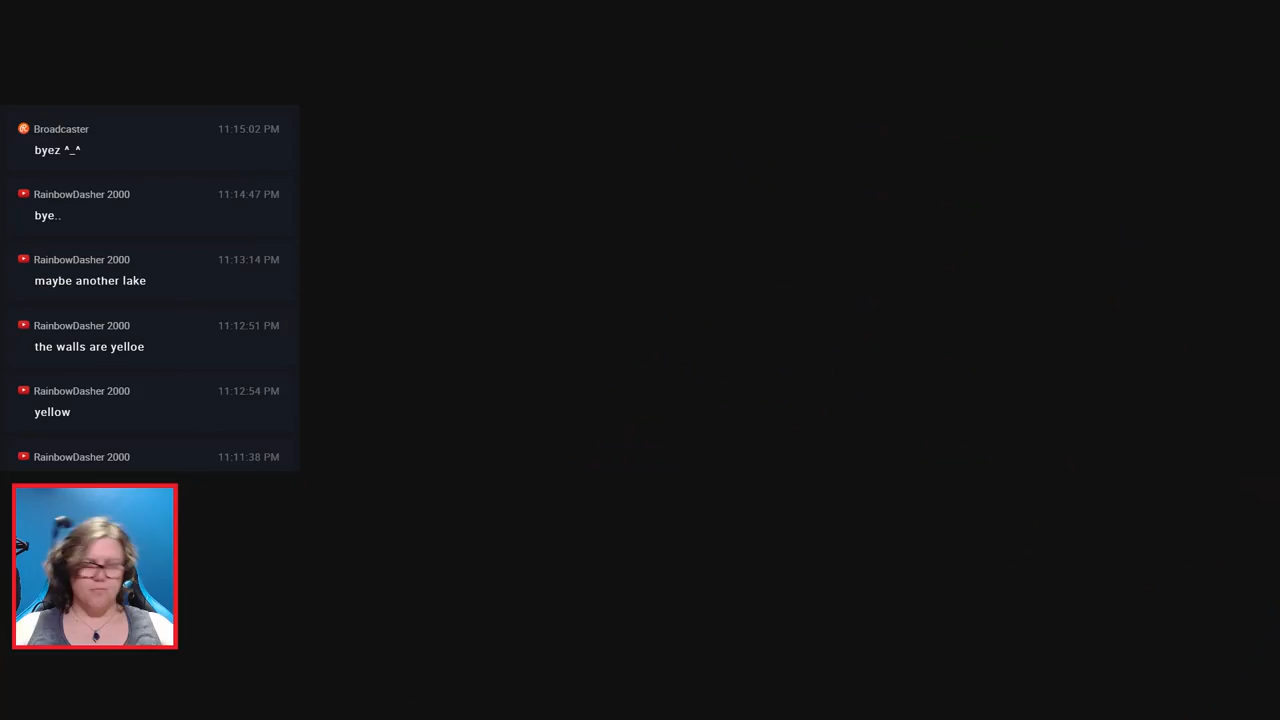 Broadcaster 11:15:02 PM
byez ^_^
RainbowDasher 2000 11:14:47 PM
bye..
RainbowDasher 2000 11:13:14 PM
maybe another lake
RainbowDasher 2000 11:12:51 PM
the walls are yelloe
RainbowDasher 2000 11:12:54 PM
yellow
RainbowDasher 2000 11:11:38 PM